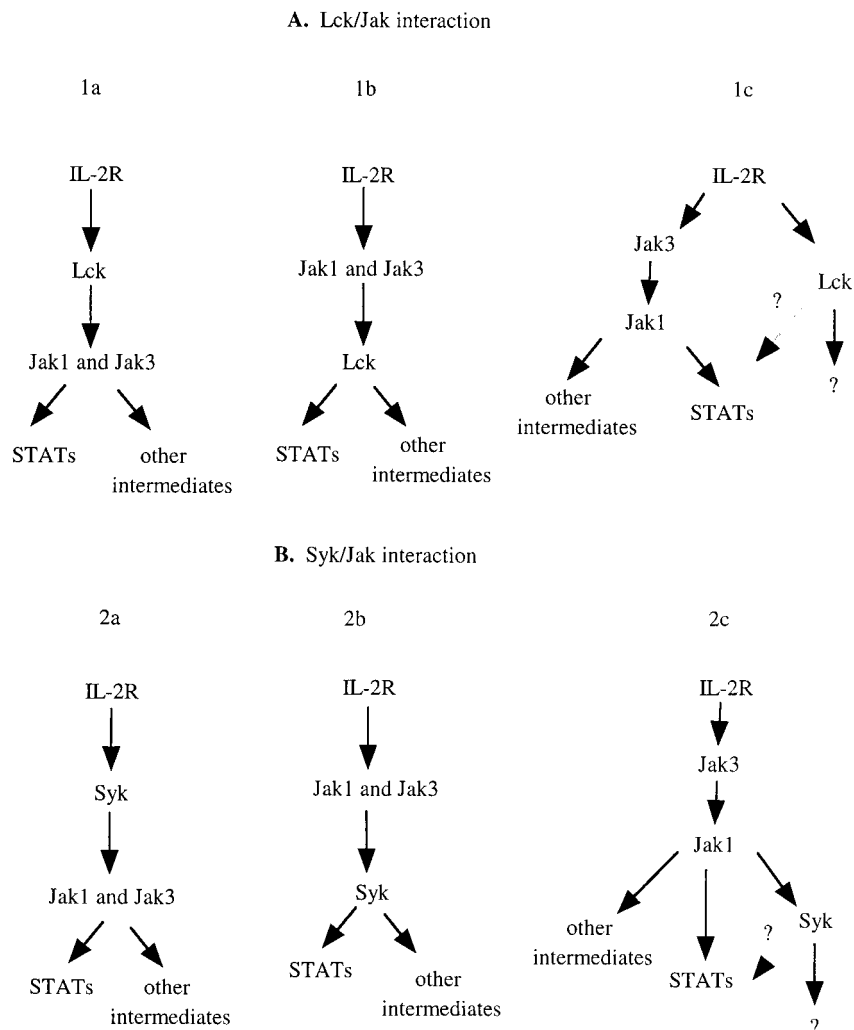 A. Lck/Jak interaction
1a
1b
1c
IL-2R
Lck
Jak1 and Jak3
STATs
other
intermediates
IL-2R
Jak1 and Jak3
Lck
STATs
other
intermediates
IL-2R
Jak3
Lck
?
Jak1
other
intermediates
STATs
?
B. Syk/Jak interaction
2a
2b
2c
IL-2R
Syk
Jak1 and Jak3
STATs
other
intermediates
IL-2R
Jak1 and Jak3
Syk
STATs
other
intermediates
IL-2R
Jak3
Jak1
other
intermediates
STATs
Syk
?
?